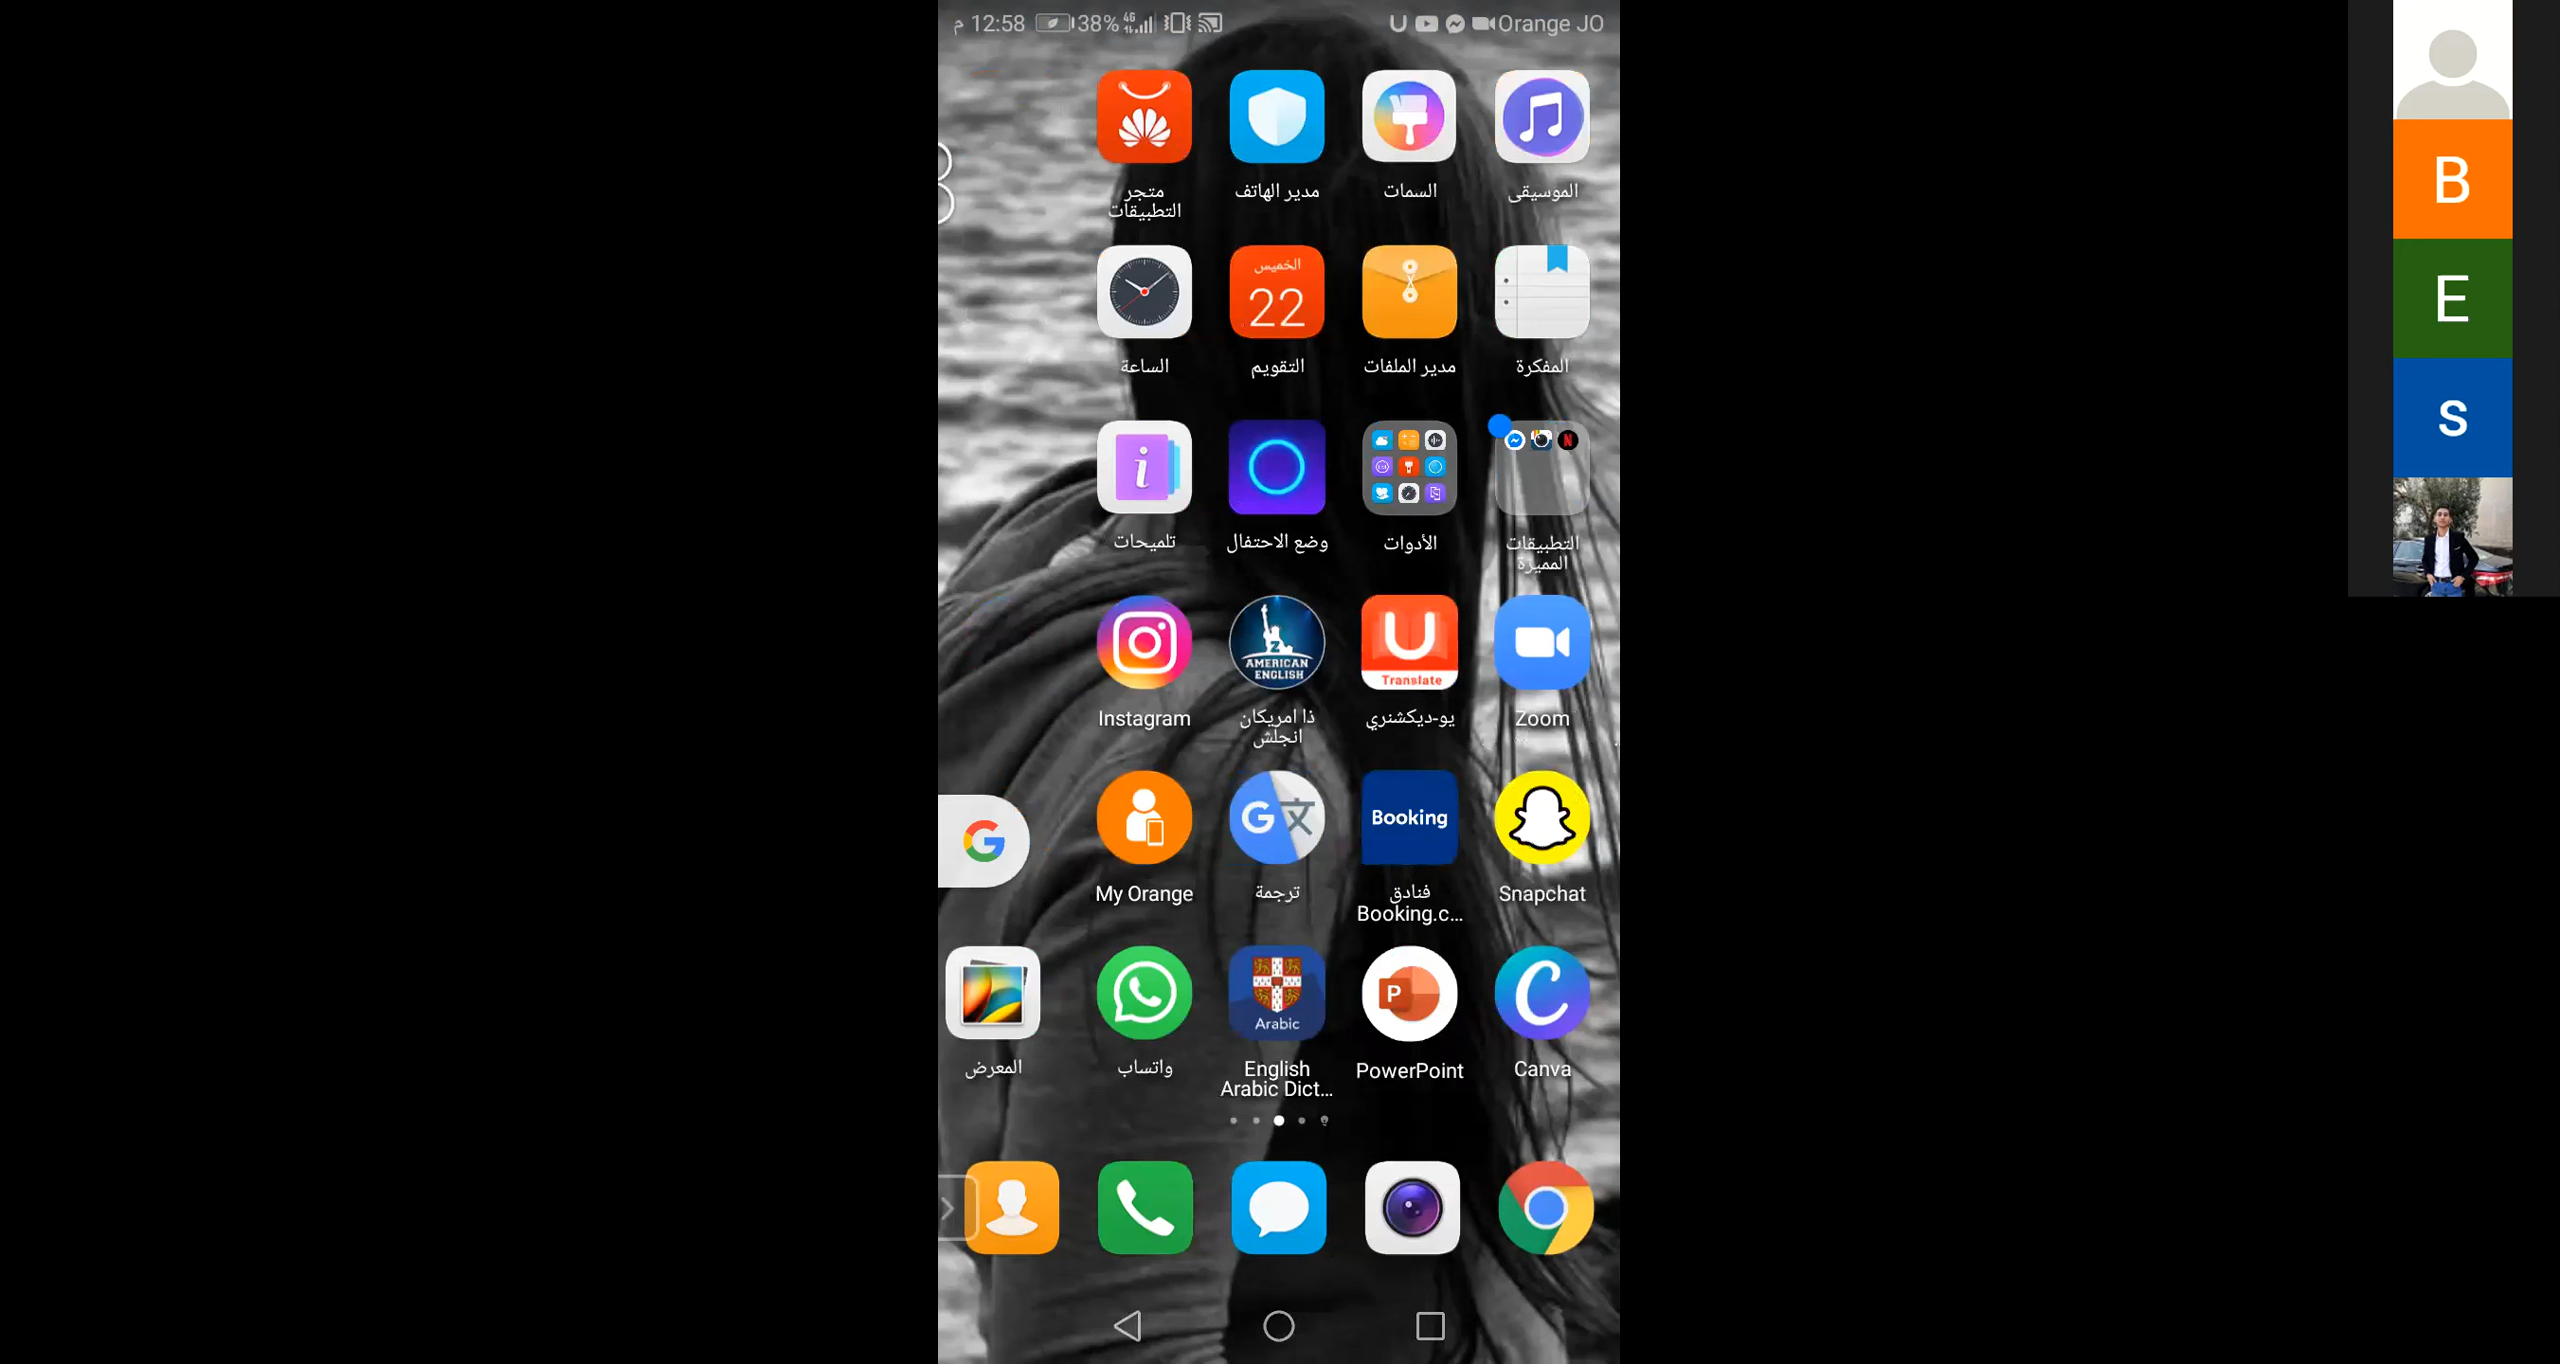 م 12:58
38%
4G
Orange JO
متجر
التطبيقات
مدير الهاتف
السمات
الموسيقى
الخميس
22
الساعة
التقويم
مدير الملفات
المفكرة
تلميحات
وضع الاحتفال
الأدوات
التطبيقات
المميزة
AMERICAN
ENGLISH
U
Translate
Instagram
ذا امريكان
انجلش
يو-ديكشنري
Zoom
Booking
My Orange
ترجمة
فنادق
Booking.c...
Snapchat
Arabic
P
المعرض
واتساب
English
Arabic Dict...
PowerPoint
Canva
B
E
S